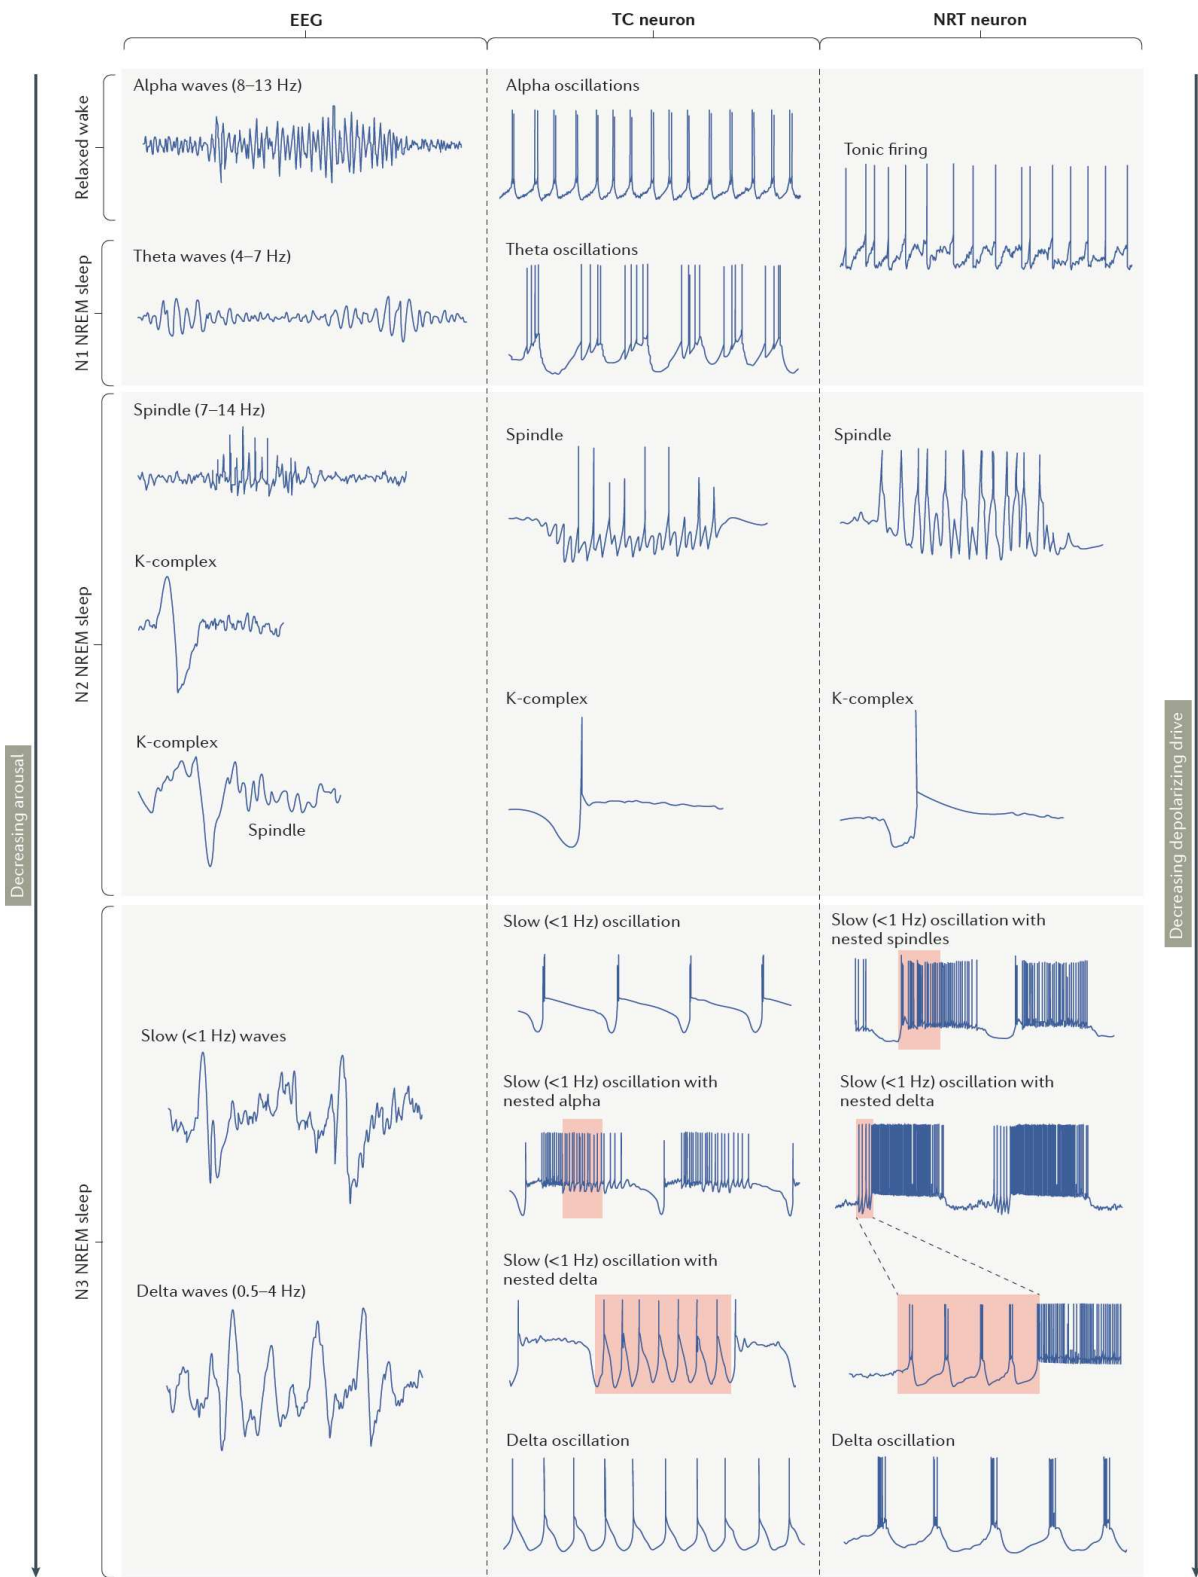 EEG
TC neuron
NRT neuron
Decreasing arousal
Decreasing depolarizing drive
Relaxed wake
Alpha waves (8–13 Hz)
Alpha oscillations
Tonic firing
N1 NREM sleep
Theta waves (4–7 Hz)
Theta oscillations
N2 NREM sleep
Spindle (7–14 Hz)
Spindle
Spindle
K-complex
K-complex
K-complex
K-complex
Spindle
N3 NREM sleep
Slow (<1 Hz) waves
Delta waves (0.5–4 Hz)
Slow (<1 Hz) oscillation
Slow (<1 Hz) oscillation with
nested alpha
Slow (<1 Hz) oscillation with
nested delta
Delta oscillation
Slow (<1 Hz) oscillation with
nested spindles
Slow (<1 Hz) oscillation with
nested delta
Delta oscillation